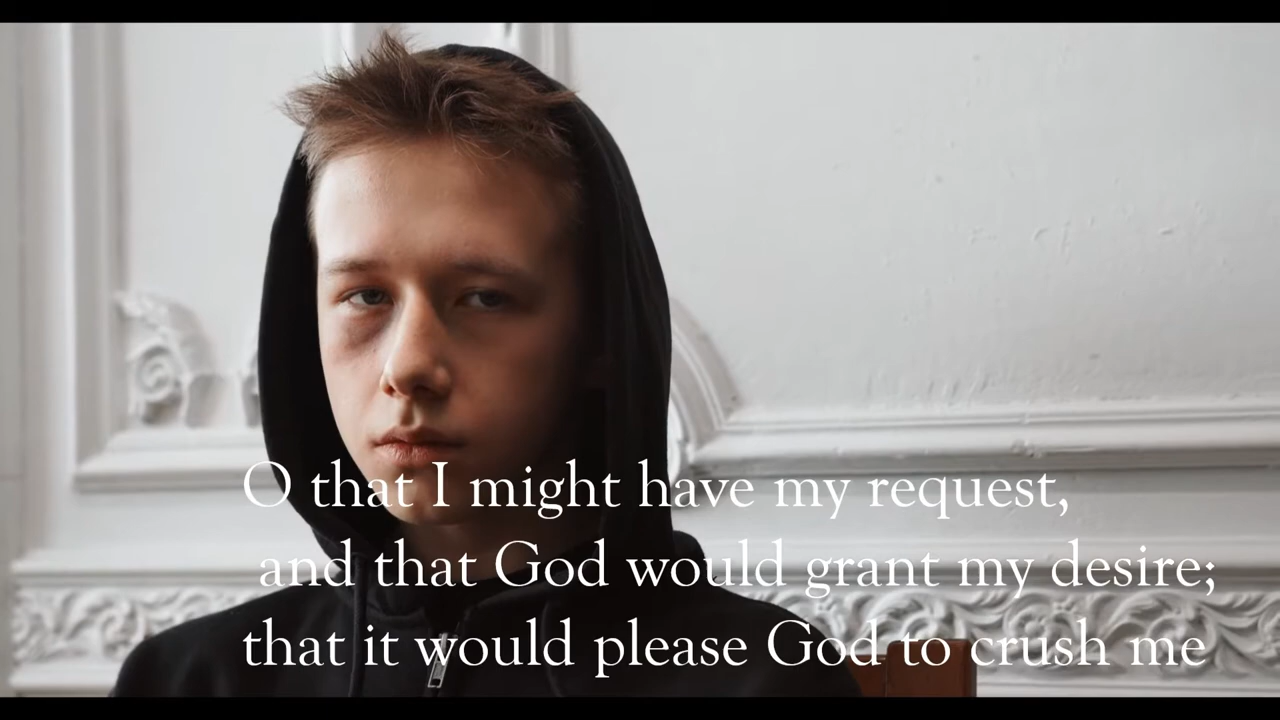 O that I might have my request,
and that God would grant my desire;
that it would please God to crush me